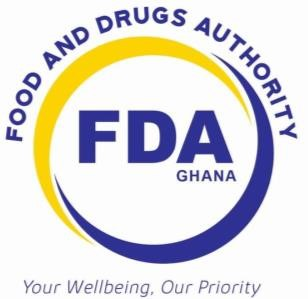 FOOD AND DRUGS AUTHORITY
FDA
GHANA
Your Wellbeing, Our Priority